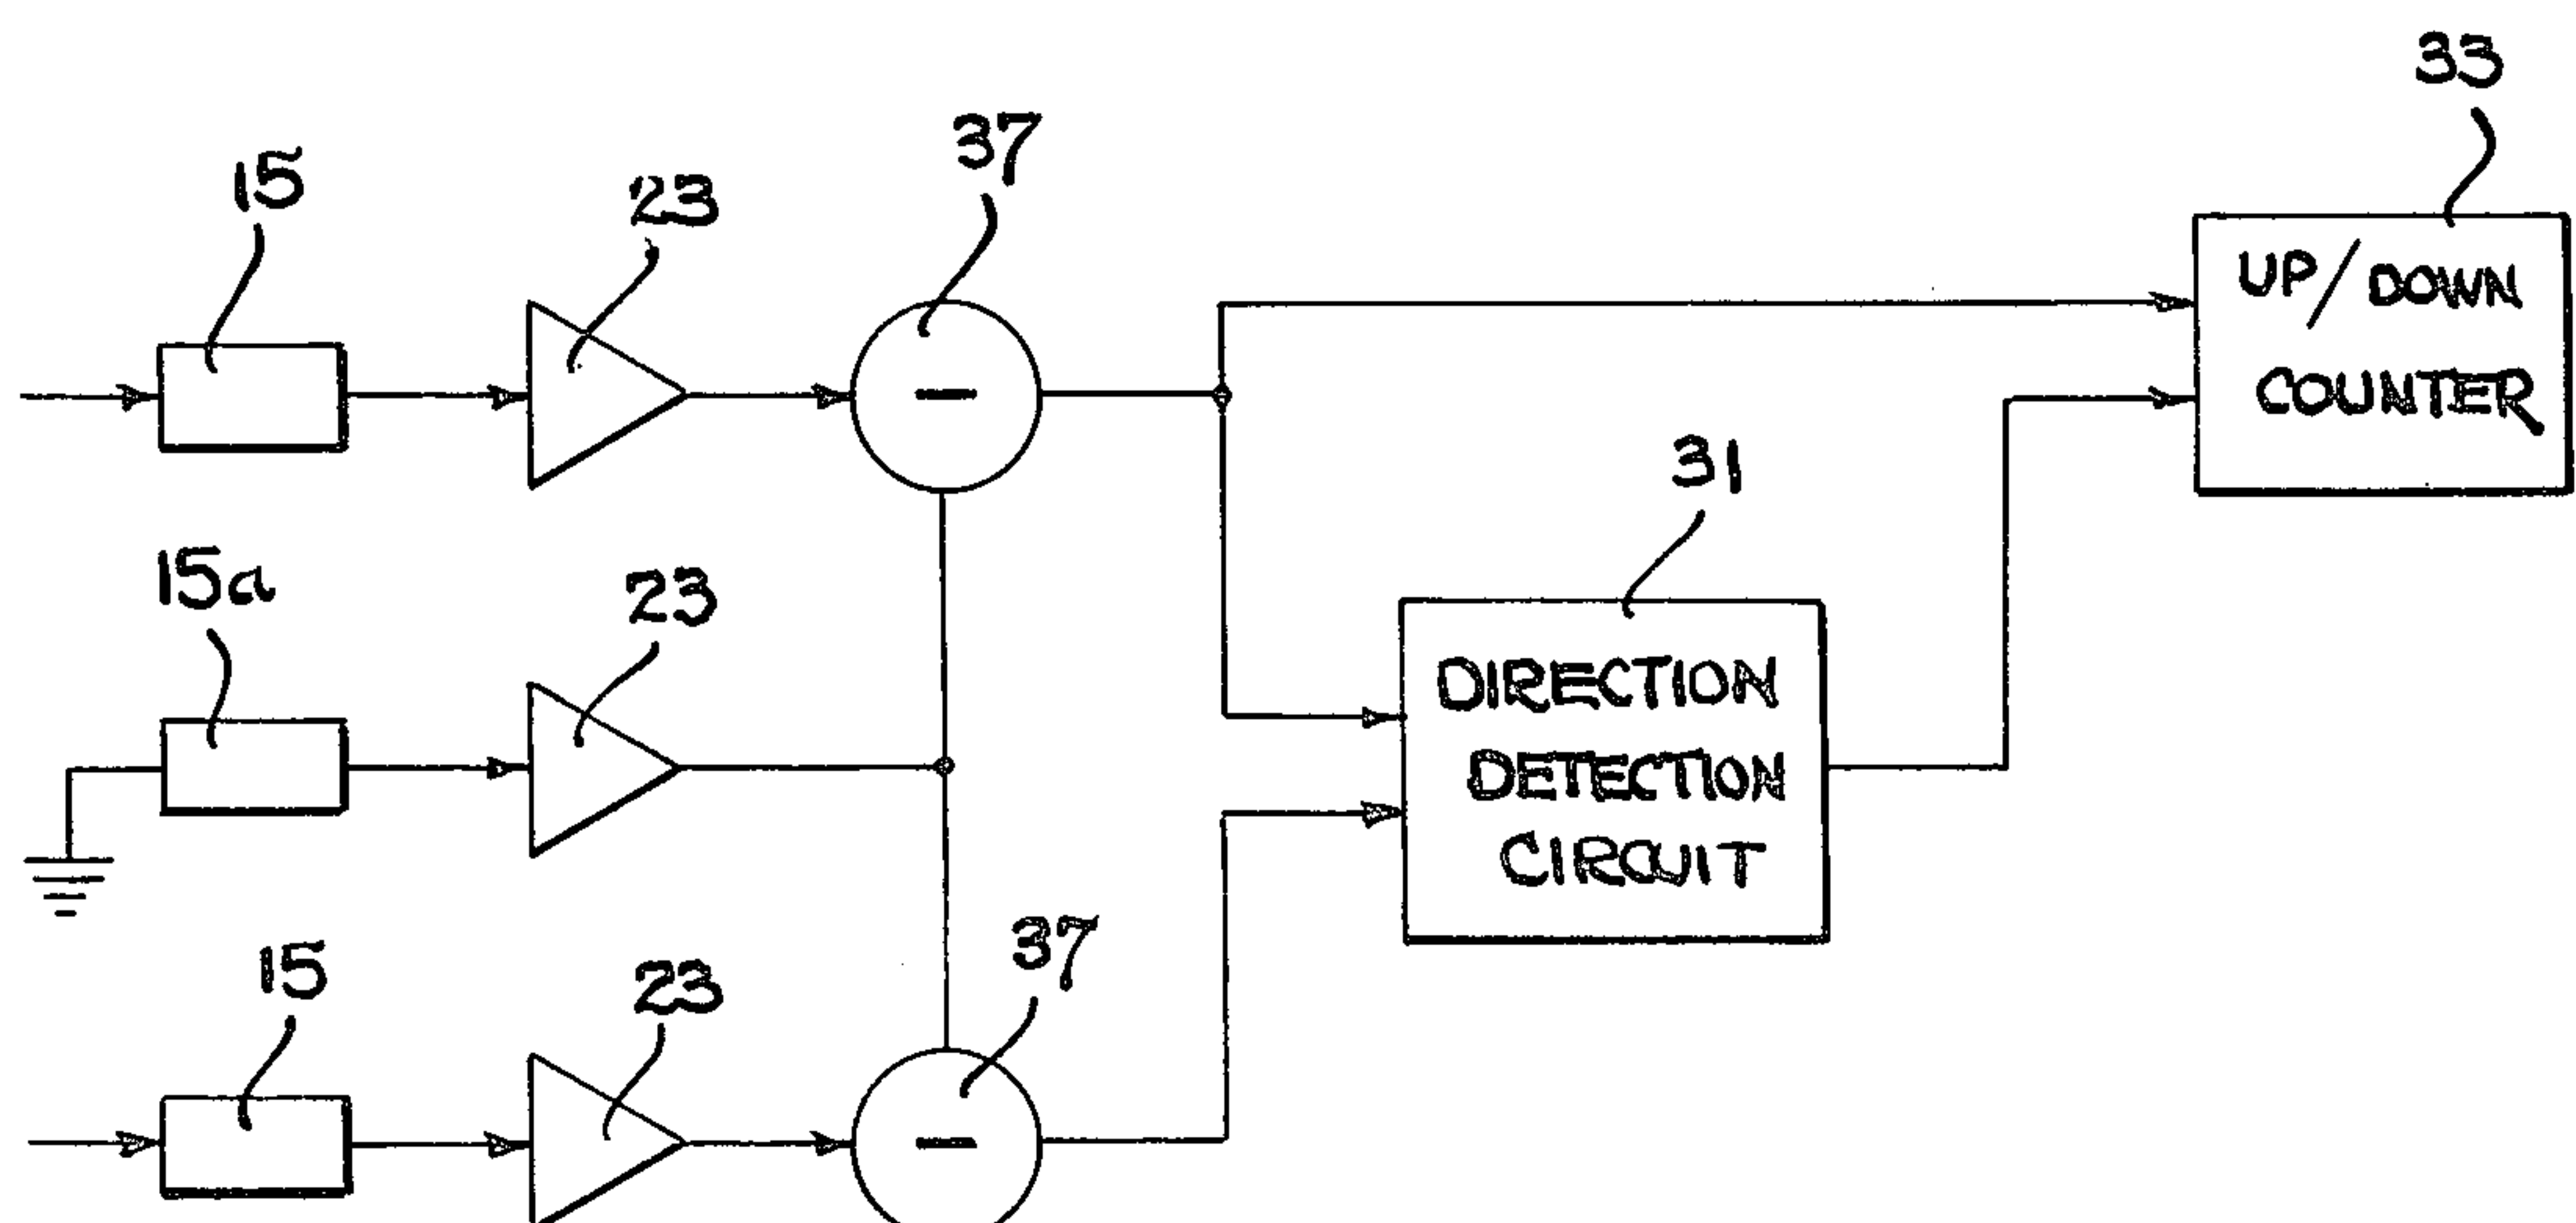 33
37
15
23
UP/DOWN
COUNTER
31
15a
23
DIRECTION
DETECTION
CIRCUIT
37
15
23